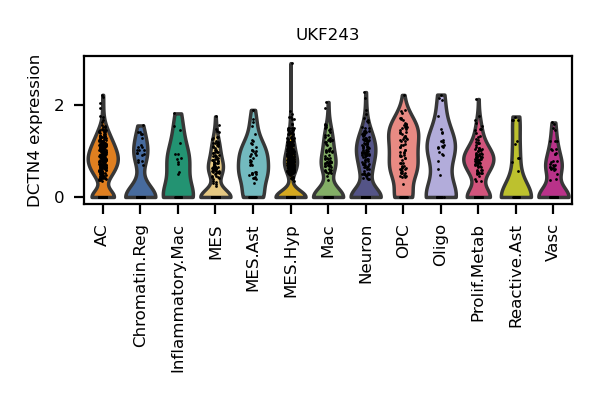 UKF243
DCTN4 expression
2
0
AC
Chromatin.Reg
Inflammatory.Mac
MES
MES.Ast
MES.Hyp
Mac
Neuron
OPC
Oligo
Prolif.Metab
Reactive.Ast
Vasc